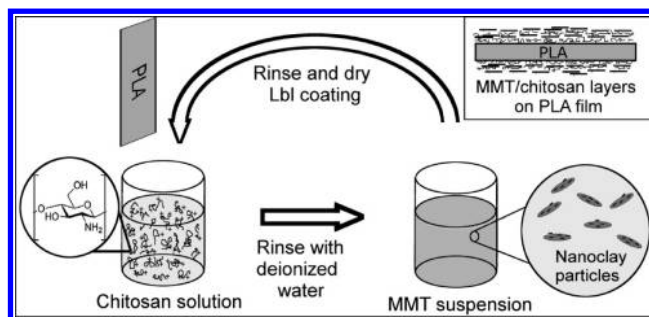 PLA
Rinse and dry
Lbl coating
PLA
MMT/chitosan layers
on PLA film
OH
O
HO
O
NH2
Chitosan solution
Rinse with
deionized
water
MMT suspension
Nanoclay
particles